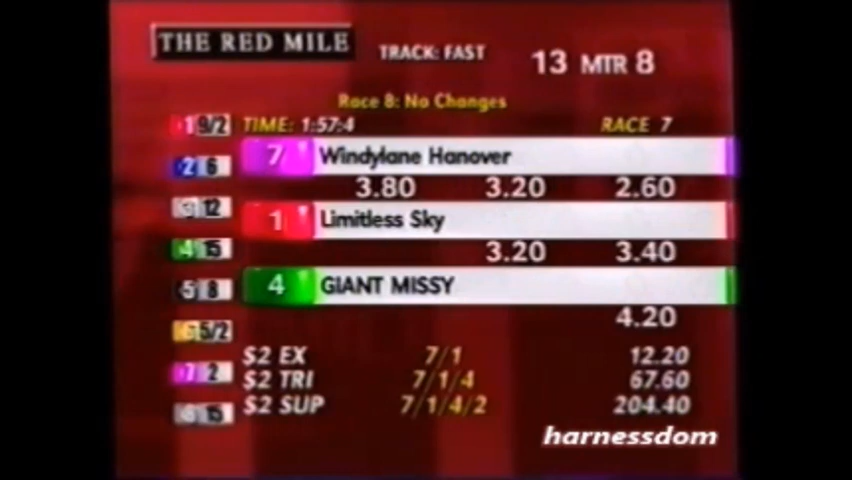 THE RED MILE
TRACK: FAST
13 MTR 8
Race 8: No Changes
1 9/2
TIME: 1:57:4
RACE 7
7 Windylane Hanover
2 6
3.80 3.20 2.60
3 12
1 Limitless Sky
4 15
3.20 3.40
5 8
4 GIANT MISSY
4.20
6 5/2
$2 EX 7/1 12.20
7 2
$2 TRI 7/1/4 67.60
8 15
$2 SUP 7/1/4/2 204.40
harnessdom